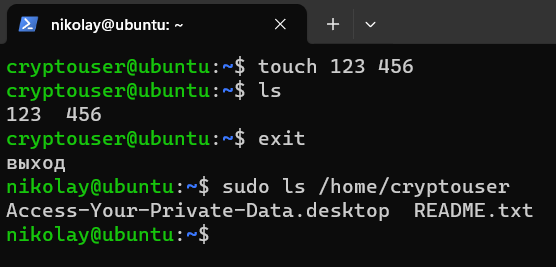 nikolay@ubuntu: ~
cryptouser@ubuntu:~$ touch 123 456
cryptouser@ubuntu:~$ ls
123  456
cryptouser@ubuntu:~$ exit
выход
nikolay@ubuntu:~$ sudo ls /home/cryptouser
Access-Your-Private-Data.desktop  README.txt
nikolay@ubuntu:~$